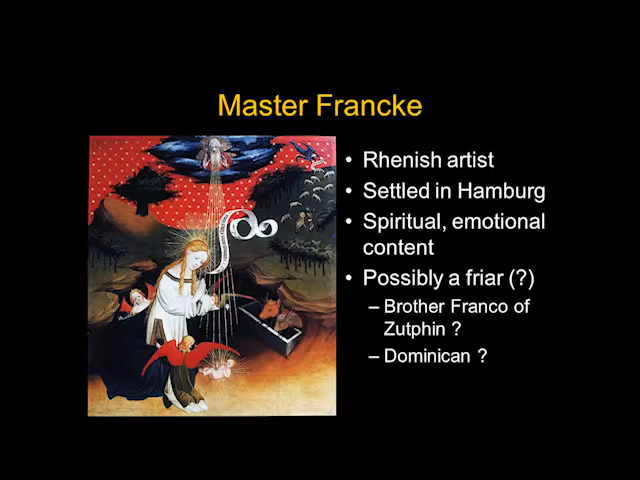 Master Francke
• Rhenish artist
• Settled in Hamburg
• Spiritual, emotional
content
• Possibly a friar (?)
– Brother Franco of
Zutphin ?
– Dominican ?